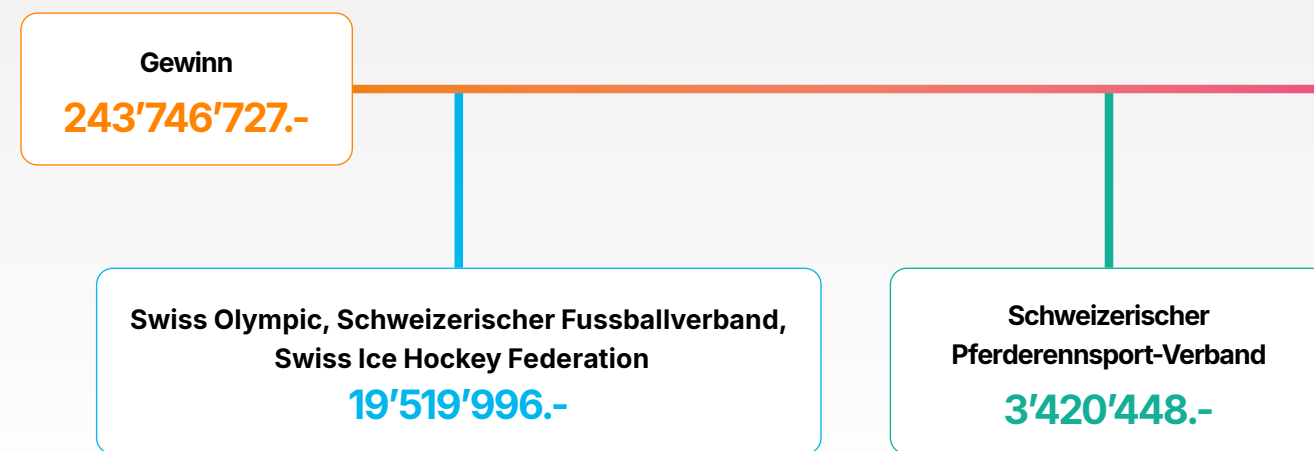 Gewinn
243’746’727.-
Swiss Olympic, Schweizerischer Fussballverband,
Swiss Ice Hockey Federation
19’519’996.-
Schweizerischer
Pferderennsport-Verband
3’420’448.-